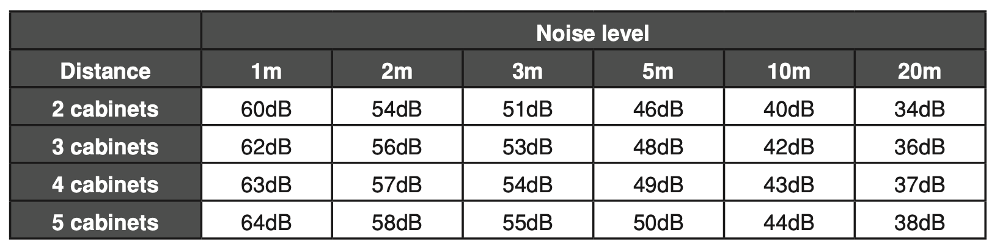 Noise level
Distance 1m 2m 3m 5m 10m 20m
2 cabinets 60dB 54dB 51dB 46dB 40dB 34dB
3 cabinets 62dB 56dB 53dB 48dB 42dB 36dB
4 cabinets 63dB 57dB 54dB 49dB 43dB 37dB
5 cabinets 64dB 58dB 55dB 50dB 44dB 38dB